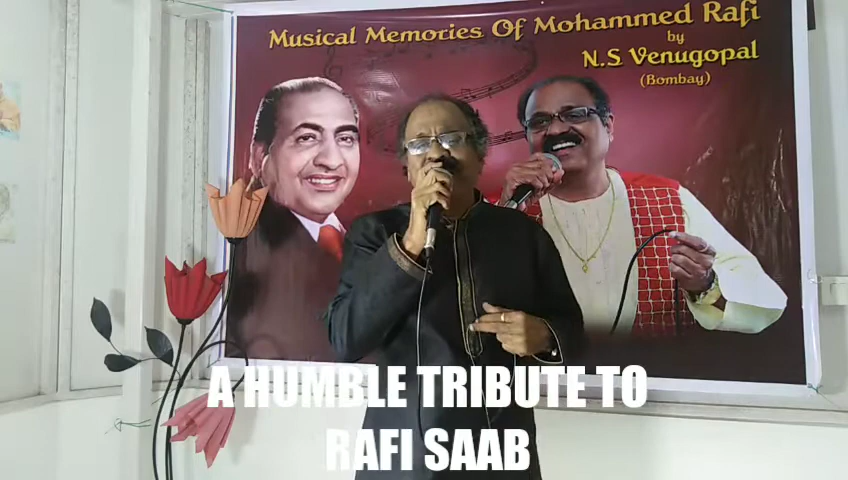 Musical Memories Of Mohammed Rafi
by
N.S Venugopal
(Bombay)
A HUMBLE TRIBUTE TO
RAFI SAAB